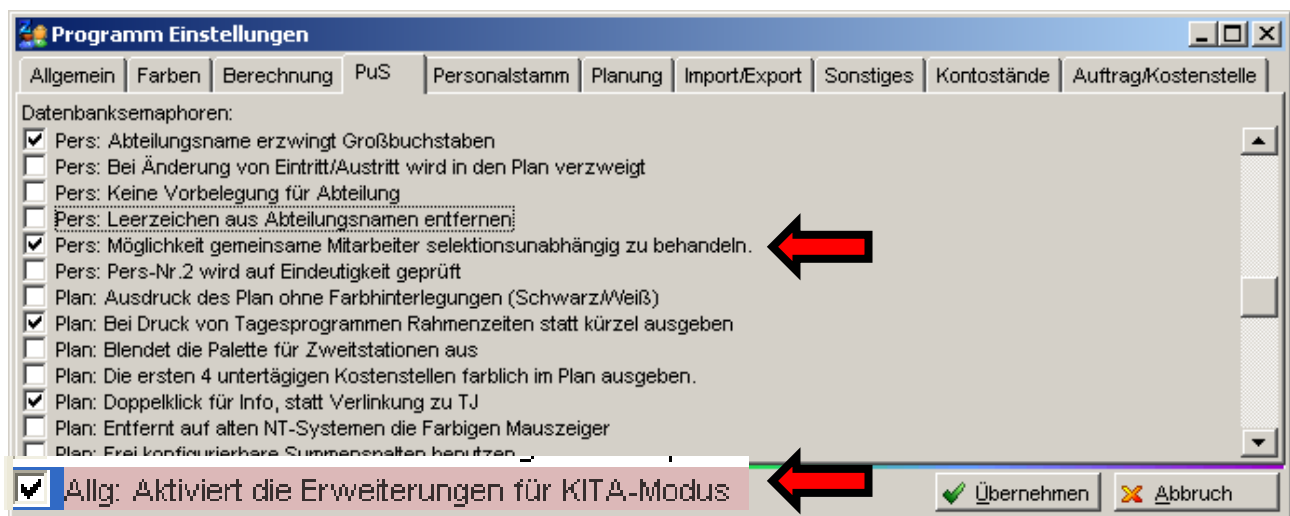 Programm Einstellungen
Allgemein Farben Berechnung PuS Personalstamm Planung Import/Export Sonstiges Kontostände Auftrag/Kostenstelle
Datenbanksemaphoren:
Pers: Abteilungsname erzwingt Großbuchstaben
Pers: Bei Änderung von Eintritt/Austritt wird in den Plan verzweigt
Pers: Keine Vorbelegung für Abteilung
Pers: Leerzeichen aus Abteilungsnamen entfernen
Pers: Möglichkeit gemeinsame Mitarbeiter selektionsunabhängig zu behandeln.
Pers: Pers-Nr.2 wird auf Eindeutigkeit geprüft
Plan: Ausdruck des Plan ohne Farbhinterlegungen (Schwarz/Weiß)
Plan: Bei Druck von Tagesprogrammen Rahmenzeiten statt kürzel ausgeben
Plan: Blendet die Palette für Zweitstationen aus
Plan: Die ersten 4 untertägigen Kostenstellen farblich im Plan ausgeben.
Plan: Doppelklick für Info, statt Verlinkung zu TJ
Plan: Entfernt auf alten NT-Systemen die Farbigen Mauszeiger
Plan: Frei konfigurierbare Summenspalten benutzen
Allg: Aktiviert die Erweiterungen für KITA-Modus
Übernehmen Abbruch